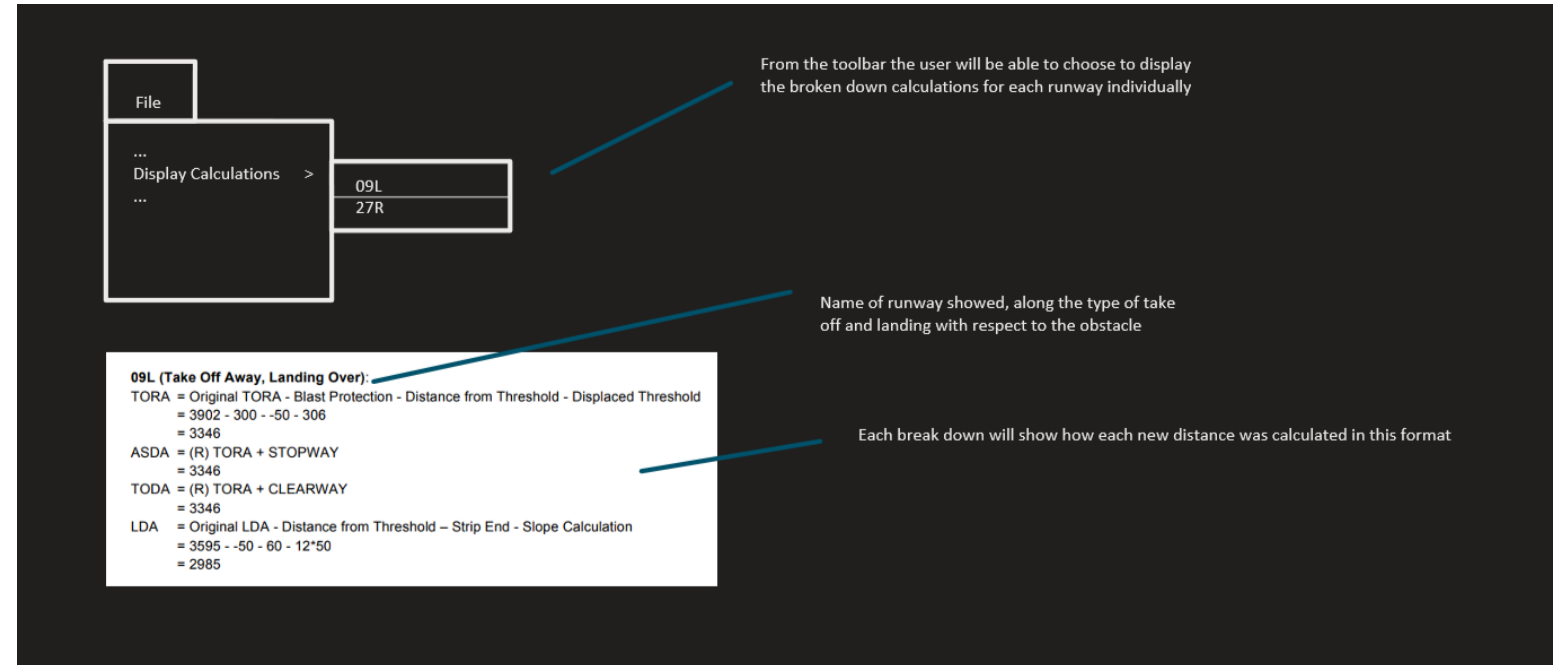 File
...
Display Calculations >
...
09L
27R
From the toolbar the user will be able to choose to display
the broken down calculations for each runway individually
Name of runway showed, along the type of take
off and landing with respect to the obstacle
09L (Take Off Away, Landing Over):
TORA = Original TORA - Blast Protection - Distance from Threshold - Displaced Threshold
= 3902 - 300 - -50 - 306
= 3346
ASDA = (R) TORA + STOPWAY
= 3346
TODA = (R) TORA + CLEARWAY
= 3346
LDA = Original LDA - Distance from Threshold – Strip End - Slope Calculation
= 3595 - -50 - 60 - 12*50
= 2985
Each break down will show how each new distance was calculated in this format